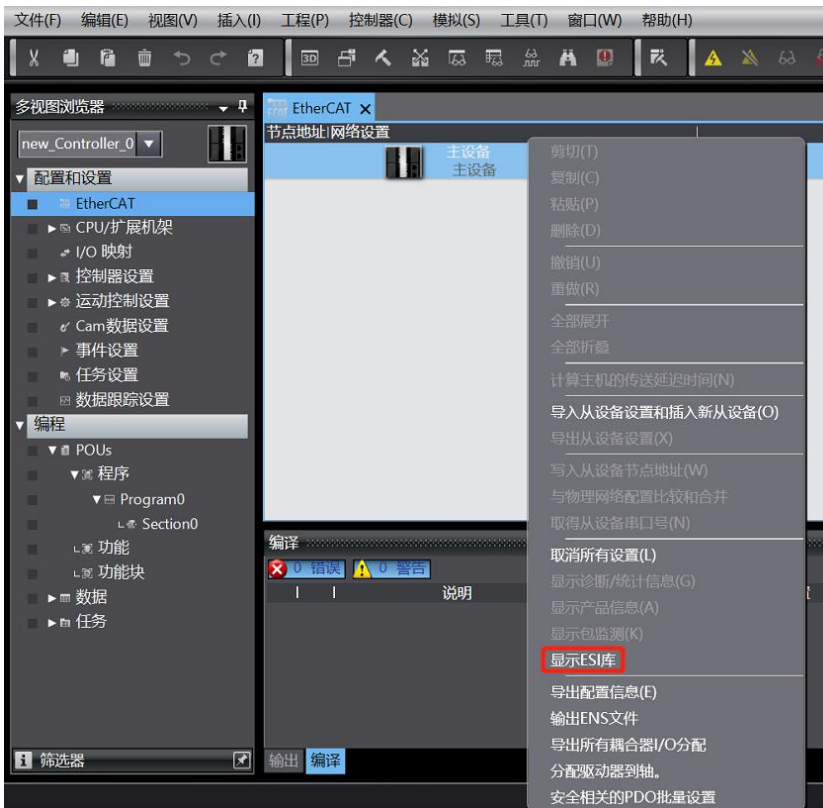 文件(F) 编辑(E) 视图(V) 插入(I) 工程(P) 控制器(C) 模拟(S) 工具(T) 窗口(W) 帮助(H)
3D
多视图浏览器
new_Controller_0
配置和设置
EtherCAT
CPU/扩展机架
I/O 映射
控制器设置
运动控制设置
Cam数据设置
事件设置
任务设置
数据跟踪设置
编程
POUs
程序
Program0
Section0
功能
功能块
数据
任务
筛选器
EtherCAT
节点地址|网络设置
主设备
主设备
剪切(T)
复制(C)
粘贴(P)
删除(D)
撤销(U)
重做(R)
全部展开
全部折叠
计算主机的传送延迟时间(N)
导入从设备设置和插入新从设备(O)
导出从设备设置(X)
写入从设备节点地址(W)
与物理网络配置比较和合并
取得从设备串口号(N)
取消所有设置(L)
显示诊断/统计信息(G)
显示产品信息(A)
显示包监测(K)
显示ESI库
导出配置信息(E)
输出ENS文件
导出所有耦合器I/O分配
分配驱动器到轴。
安全相关的PDO批量设置
编译
0 错误 0 警告
说明
输出 编译